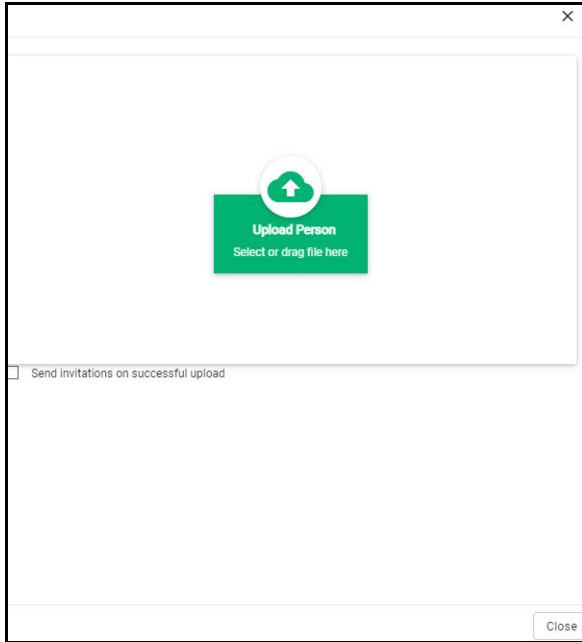 Upload Person
Select or drag file here
Send invitations on successful upload
Close